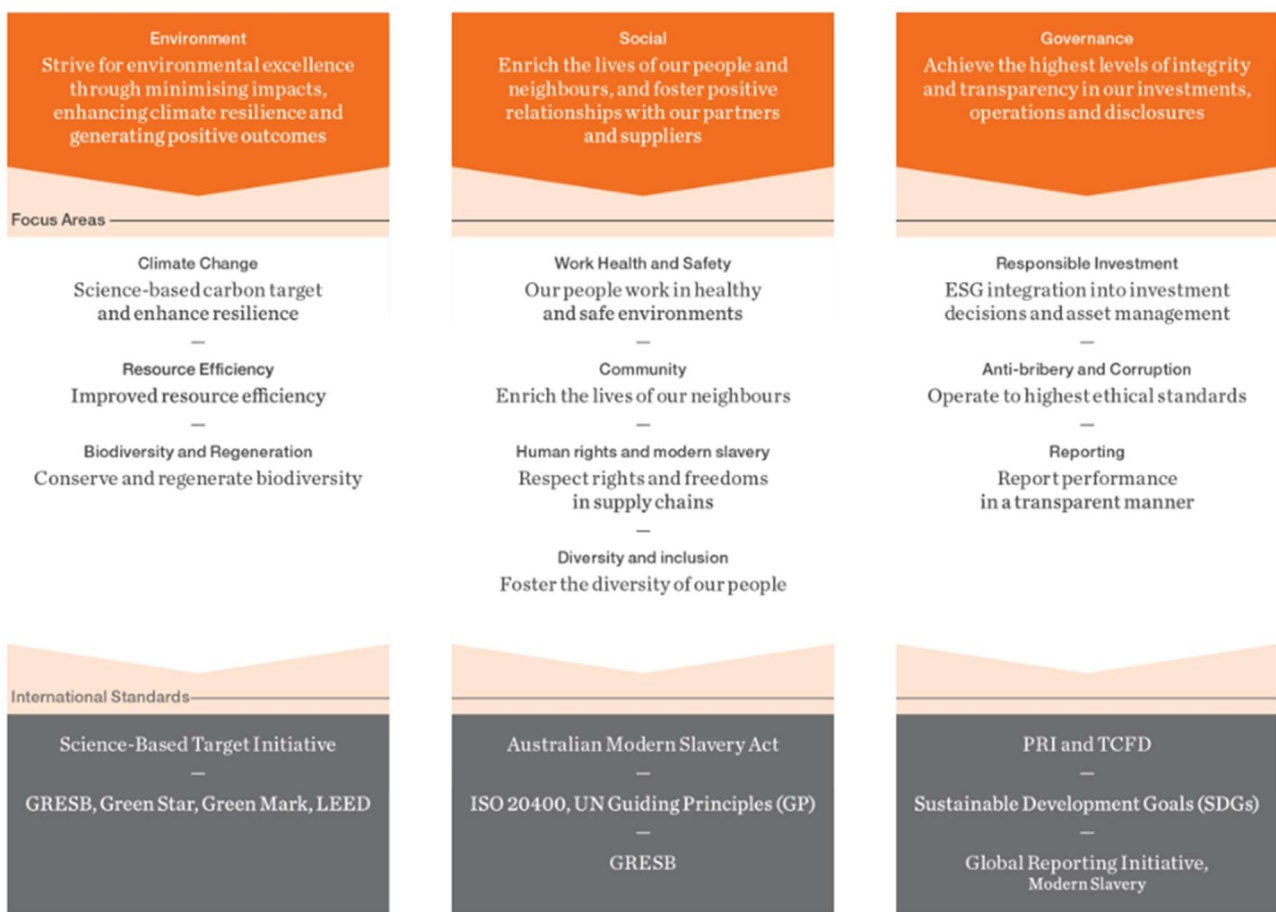 Environment
Strive for environmental excellence
through minimising impacts,
enhancing climate resilience and
generating positive outcomes
Social
Enrich the lives of our people and
neighbours, and foster positive
relationships with our partners
and suppliers
Governance
Achieve the highest levels of integrity
and transparency in our investments,
operations and disclosures
Focus Areas
Climate Change
Science-based carbon target
and enhance resilience
—
Resource Efficiency
Improved resource efficiency
—
Biodiversity and Regeneration
Conserve and regenerate biodiversity
Work Health and Safety
Our people work in healthy
and safe environments
—
Community
Enrich the lives of our neighbours
—
Human rights and modern slavery
Respect rights and freedoms
in supply chains
—
Diversity and inclusion
Foster the diversity of our people
Responsible Investment
ESG integration into investment
decisions and asset management
—
Anti-bribery and Corruption
Operate to highest ethical standards
—
Reporting
Report performance
in a transparent manner
International Standards
Science-Based Target Initiative
—
GRESB, Green Star, Green Mark, LEED
Australian Modern Slavery Act
—
ISO 20400, UN Guiding Principles (GP)
—
GRESB
PRI and TCFD
—
Sustainable Development Goals (SDGs)
—
Global Reporting Initiative,
Modern Slavery